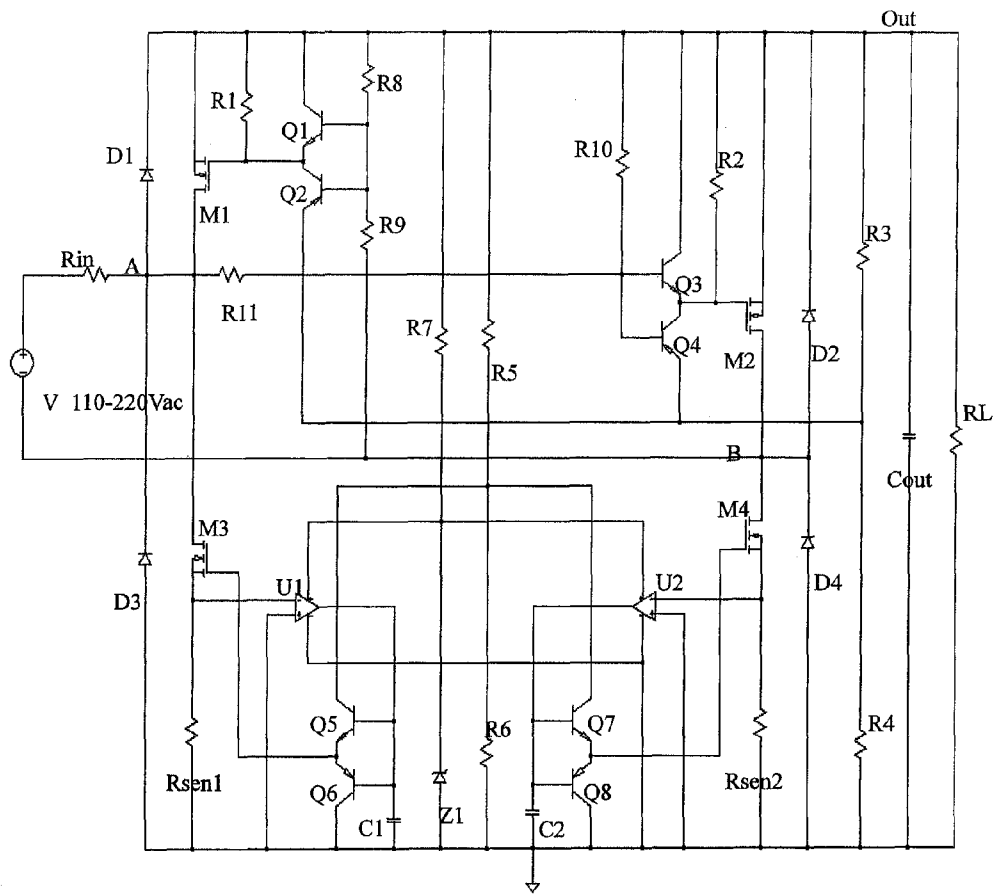 Out
R8
R1
Q1
D1
Q2
M1
R10
R2
R9
R3
Rin
A
R11
Q3
R7
Q4
M2
D2
R5
V 110-220Vac
RL
B
Cout
M3
M4
U1
U2
D3
D4
Q5
Q7
R6
R4
Rsen1
Q6
Q8
Rsen2
C1
Z1
C2